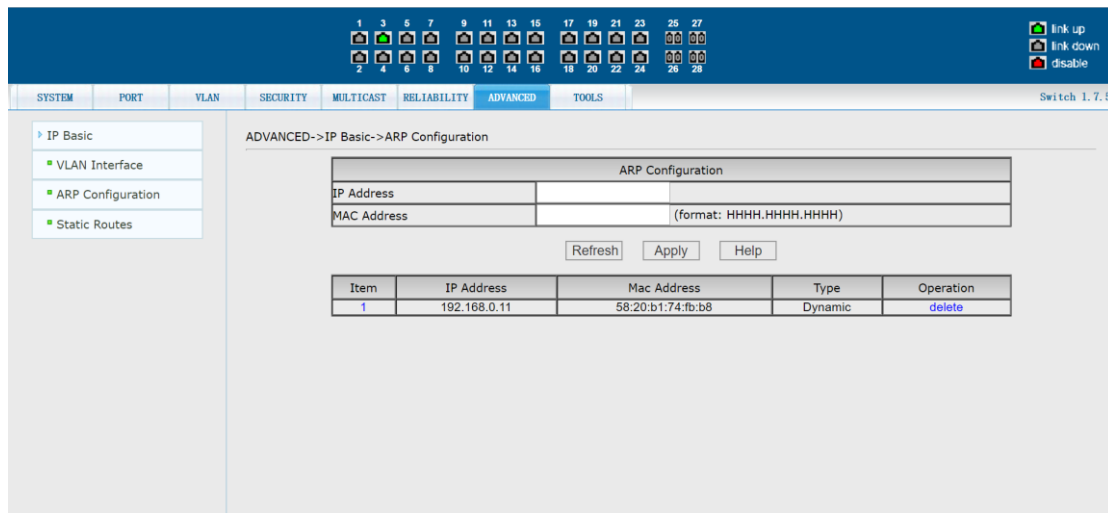 1 3 5 7 9 11 13 15 17 19 21 23 25 27
2 4 6 8 10 12 14 16 18 20 22 24 26 28
link up
link down
disable
SYSTEM PORT VLAN SECURITY MULTICAST RELIABILITY ADVANCED TOOLS Switch 1.7.5
IP Basic
VLAN Interface
ARP Configuration
Static Routes
ADVANCED->IP Basic->ARP Configuration
ARP Configuration
IP Address
MAC Address (format: HHHH.HHHH.HHHH)
Refresh Apply Help
Item IP Address Mac Address Type Operation
1 192.168.0.11 58:20:b1:74:fb:b8 Dynamic delete